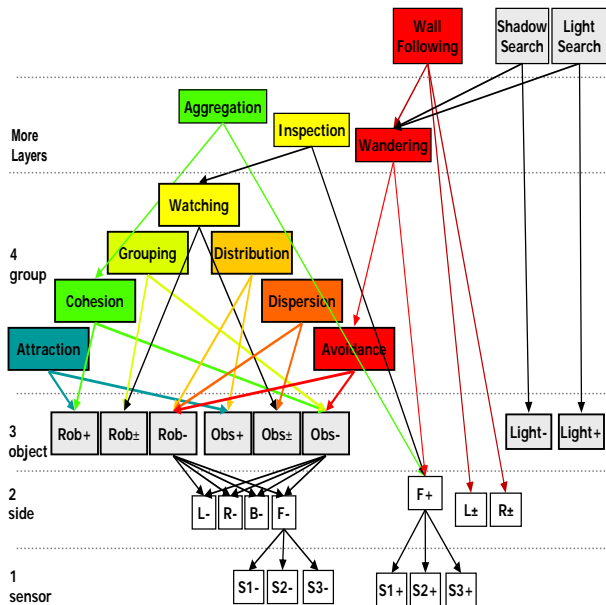 Wall
Following
Shadow
Search
Light
Search
Aggregation
Inspection
More
Layers
Wandering
Watching
4
group
Grouping
Distribution
Cohesion
Dispersion
Attraction
Avoidance
3
object
Rob+
Rob±
Rob-
Obs+
Obs±
Obs-
Light-
Light+
2
side
L-
R-
B-
F-
F+
L±
R±
1
sensor
S1-
S2-
S3-
S1+
S2+
S3+